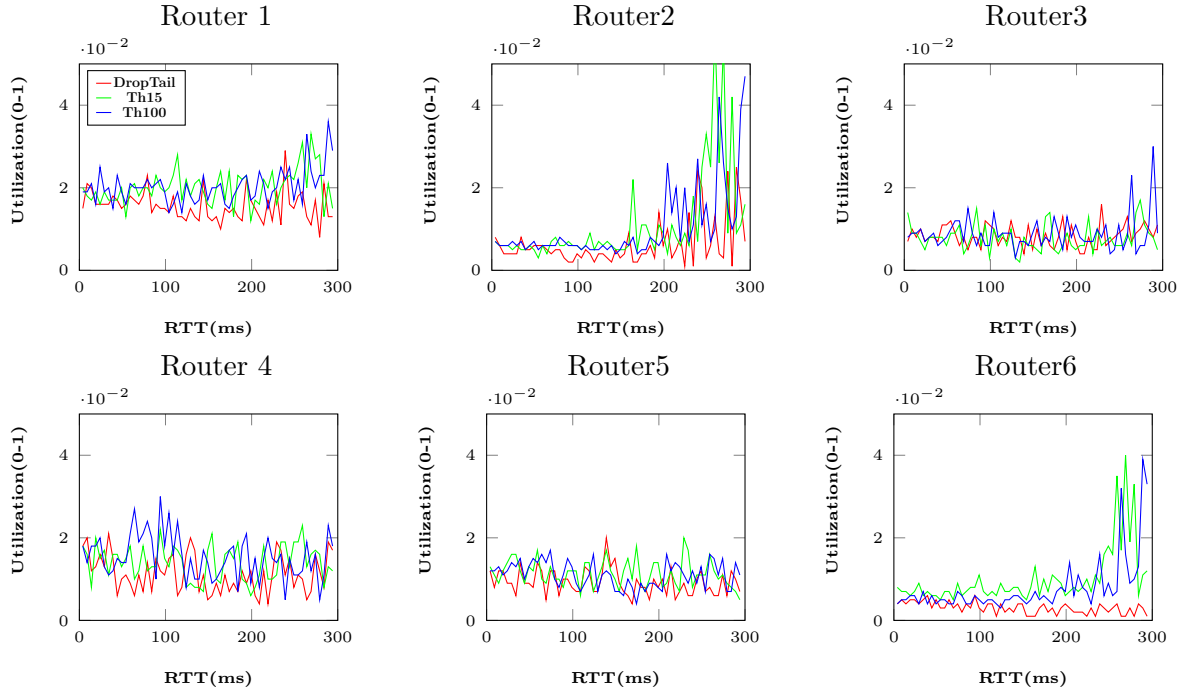 Router 1
Router2
Router3
·10⁻²
·10⁻²
·10⁻²
Utilization(0-1)
Utilization(0-1)
Utilization(0-1)
DropTail
Th15
Th100
4
2
0
4
2
0
4
2
0
0 100 200 300
0 100 200 300
0 100 200 300
RTT(ms)
RTT(ms)
RTT(ms)
Router 4
Router5
Router6
·10⁻²
·10⁻²
·10⁻²
Utilization(0-1)
Utilization(0-1)
Utilization(0-1)
4
2
0
4
2
0
4
2
0
0 100 200 300
0 100 200 300
0 100 200 300
RTT(ms)
RTT(ms)
RTT(ms)